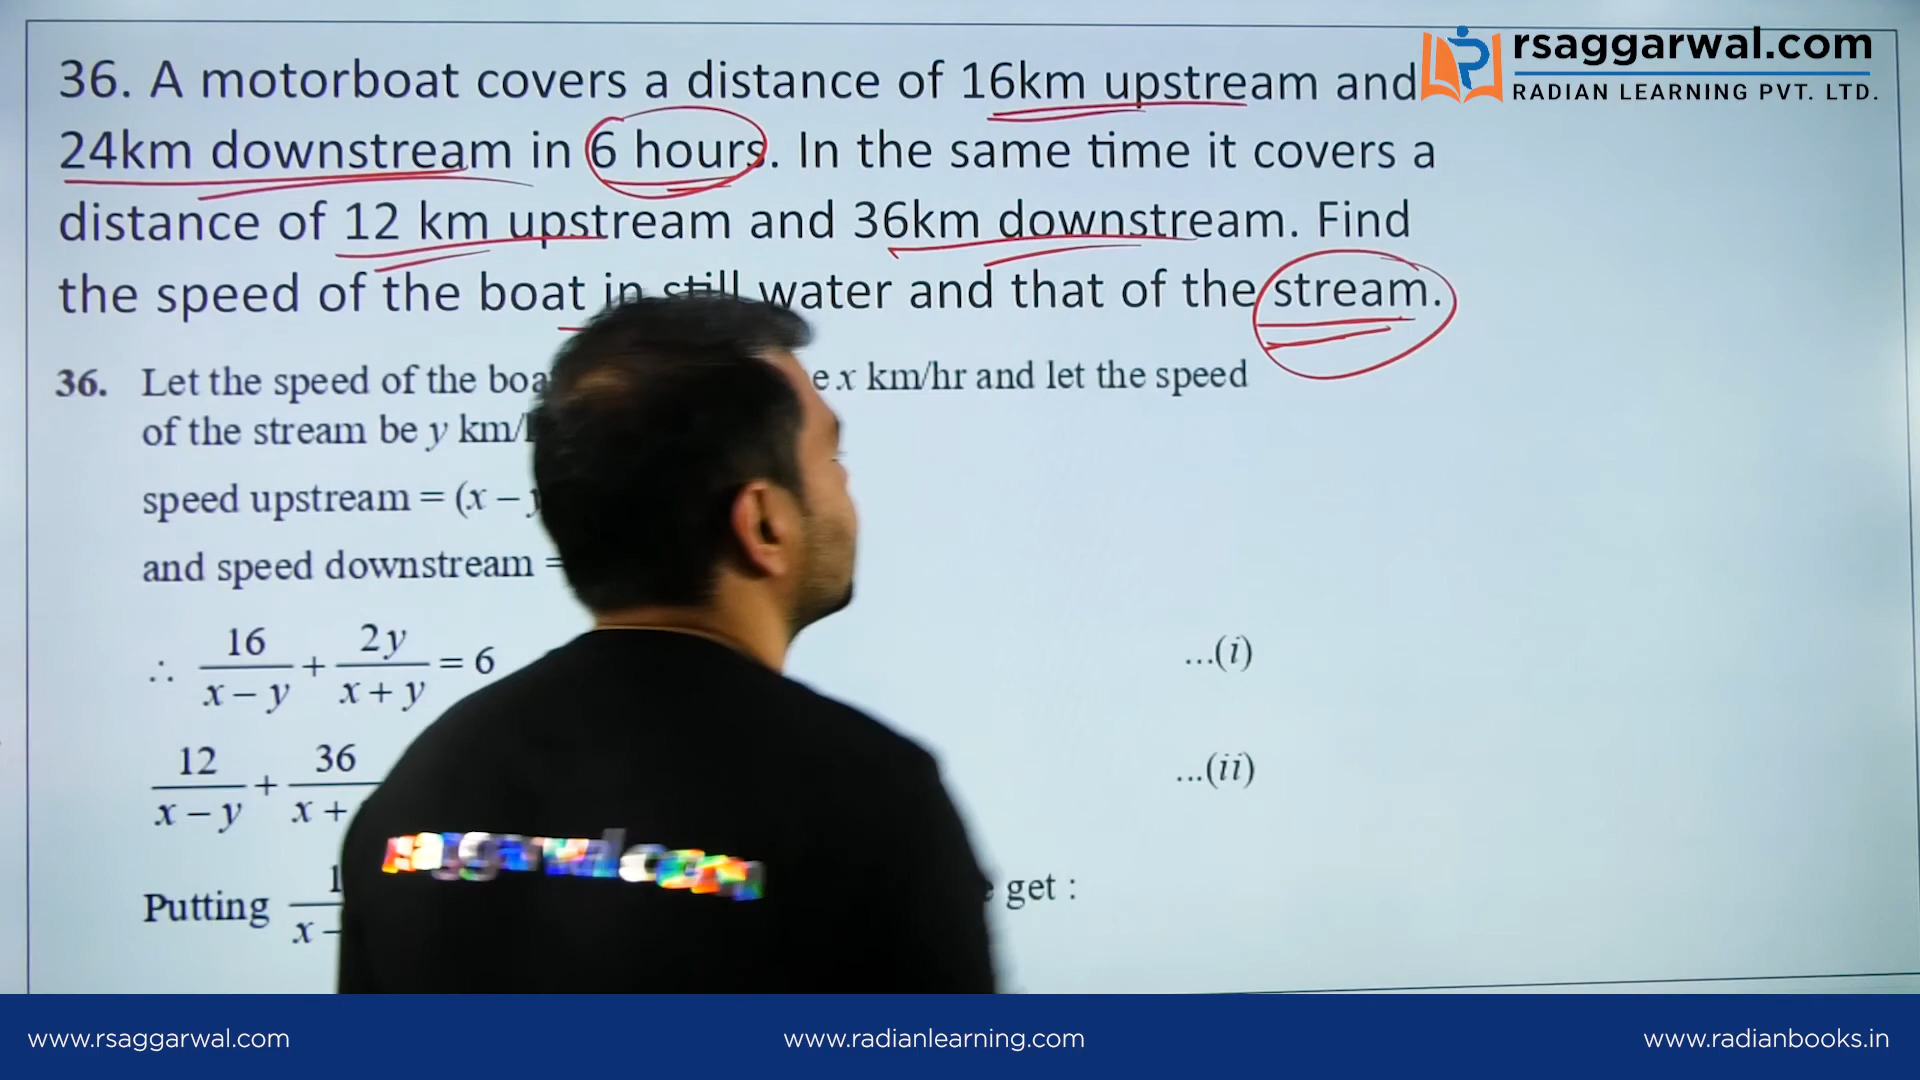 rsaggarwal.com
RADIAN LEARNING PVT. LTD.
36. A motorboat covers a distance of 16km upstream and
24km downstream in 6 hours. In the same time it covers a
distance of 12 km upstream and 36km downstream. Find
the speed of the boat in still water and that of the stream.
36. Let the speed of the boa e x km/hr and let the speed
of the stream be y km/
speed upstream = (x –
and speed downstream =
∴ 16/(x – y) + 2y/(x + y) = 6 ...(i)
12/(x – y) + 36/(x + ...(ii)
Putting get :
rsaggarwal.com
www.rsaggarwal.com
www.radianlearning.com
www.radianbooks.in